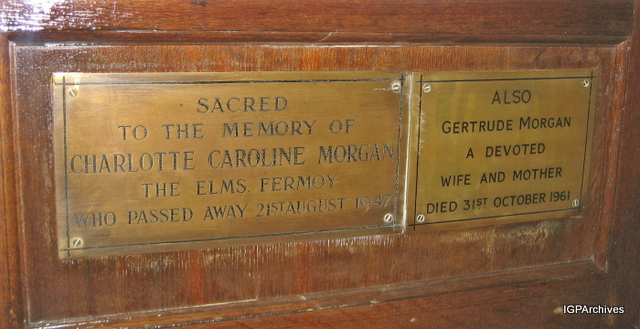 SACRED
TO THE MEMORY OF
CHARLOTTE CAROLINE MORGAN
THE ELMS. FERMOY
WHO PASSED AWAY 21ST AUGUST 1947
ALSO
GERTRUDE MORGAN
A DEVOTED
WIFE AND MOTHER
DIED 31ST OCTOBER 1961
IGPArchives